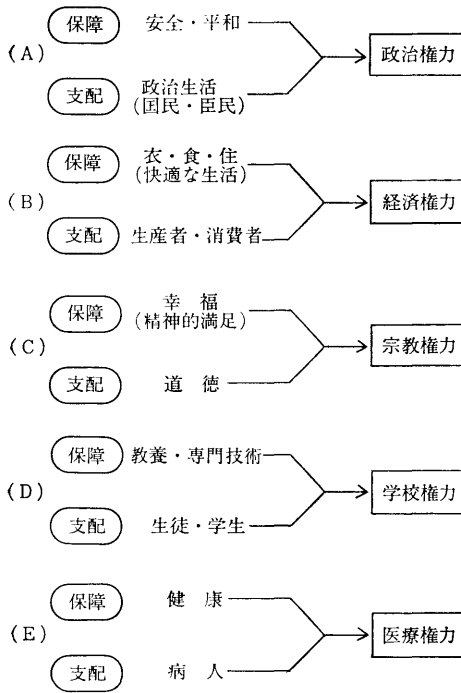 保障 安全・平和
(A) 政治権力
支配 政治生活
(国民・臣民)
保障 衣・食・住
(快適な生活)
(B) 経済権力
支配 生産者・消費者
保障 幸 福
(精神的満足)
(C) 宗教権力
支配 道 徳
保障 教養・専門技術
(D) 学校権力
支配 生徒・学生
保障 健 康
(E) 医療権力
支配 病 人